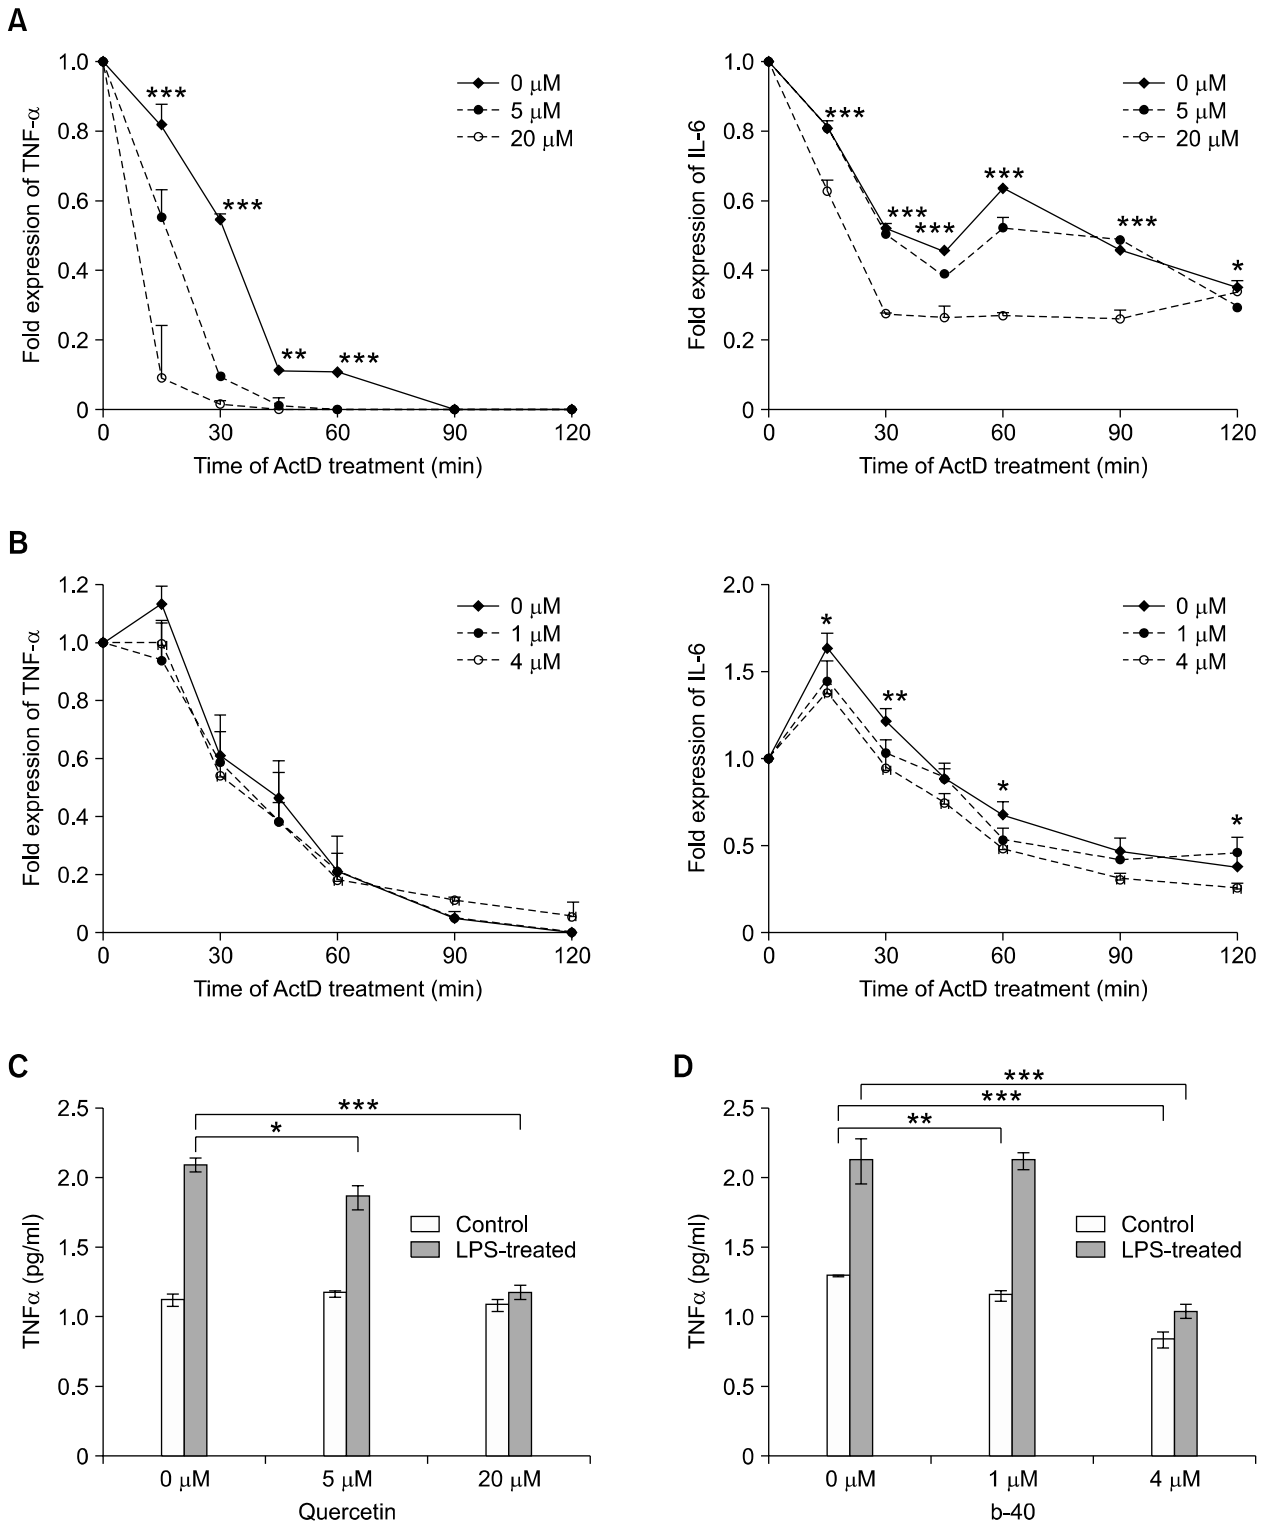 A
Fold expression of TNF-α
1.0
0.8
0.6
0.4
0.2
0
0 30 60 90 120
Time of ActD treatment (min)
0 μM
5 μM
20 μM
***
***
** ***
Fold expression of IL-6
1.0
0.8
0.6
0.4
0.2
0
0 30 60 90 120
Time of ActD treatment (min)
0 μM
5 μM
20 μM
***
***
***
***
***
*
B
Fold expression of TNF-α
1.2
1.0
0.8
0.6
0.4
0.2
0
0 30 60 90 120
Time of ActD treatment (min)
0 μM
1 μM
4 μM
Fold expression of IL-6
2.0
1.5
1.0
0.5
0
0 30 60 90 120
Time of ActD treatment (min)
0 μM
1 μM
4 μM
*
**
*
*
C
TNFα (pg/ml)
2.5
2.0
1.5
1.0
0.5
0
***
*
Control
LPS-treated
0 μM 5 μM 20 μM
Quercetin
D
TNFα (pg/ml)
2.5
2.0
1.5
1.0
0.5
0
***
***
**
Control
LPS-treated
0 μM 1 μM 4 μM
b-40